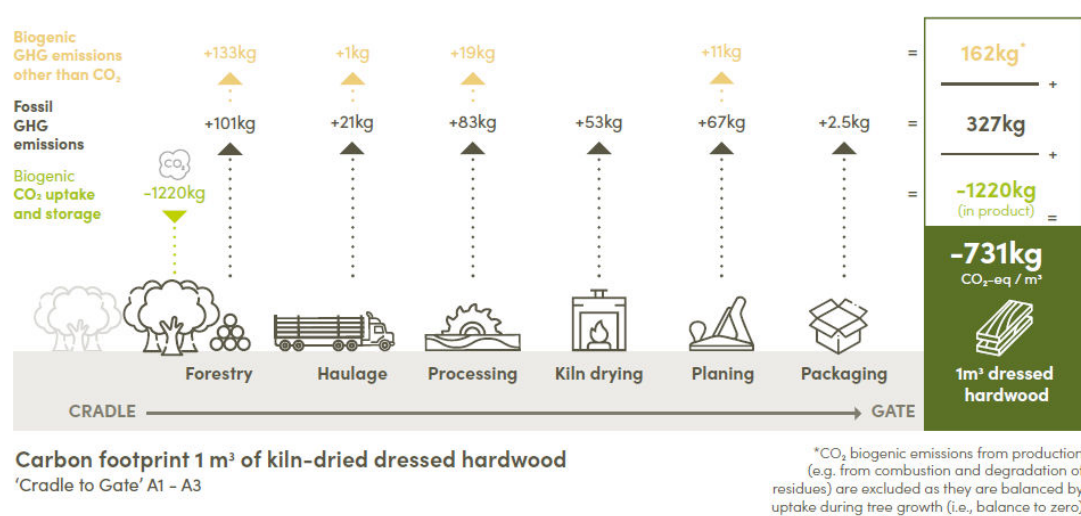 Biogenic
GHG emissions
other than CO₂
+133kg
+1kg
+19kg
+11kg
=
162kg*
+
Fossil
GHG
emissions
+101kg
+21kg
+83kg
+53kg
+67kg
+2.5kg
=
327kg
+
CO₂
Biogenic
CO₂ uptake
and storage
-1220kg
=
-1220kg
(in product)
=
-731kg
CO₂-eq / m³
1m³ dressed
hardwood
Forestry
Haulage
Processing
Kiln drying
Planing
Packaging
CRADLE
GATE
Carbon footprint 1 m³ of kiln-dried dressed hardwood
'Cradle to Gate' A1 - A3
*CO₂ biogenic emissions from production
(e.g. from combustion and degradation of
residues) are excluded as they are balanced by
uptake during tree growth (i.e., balance to zero)